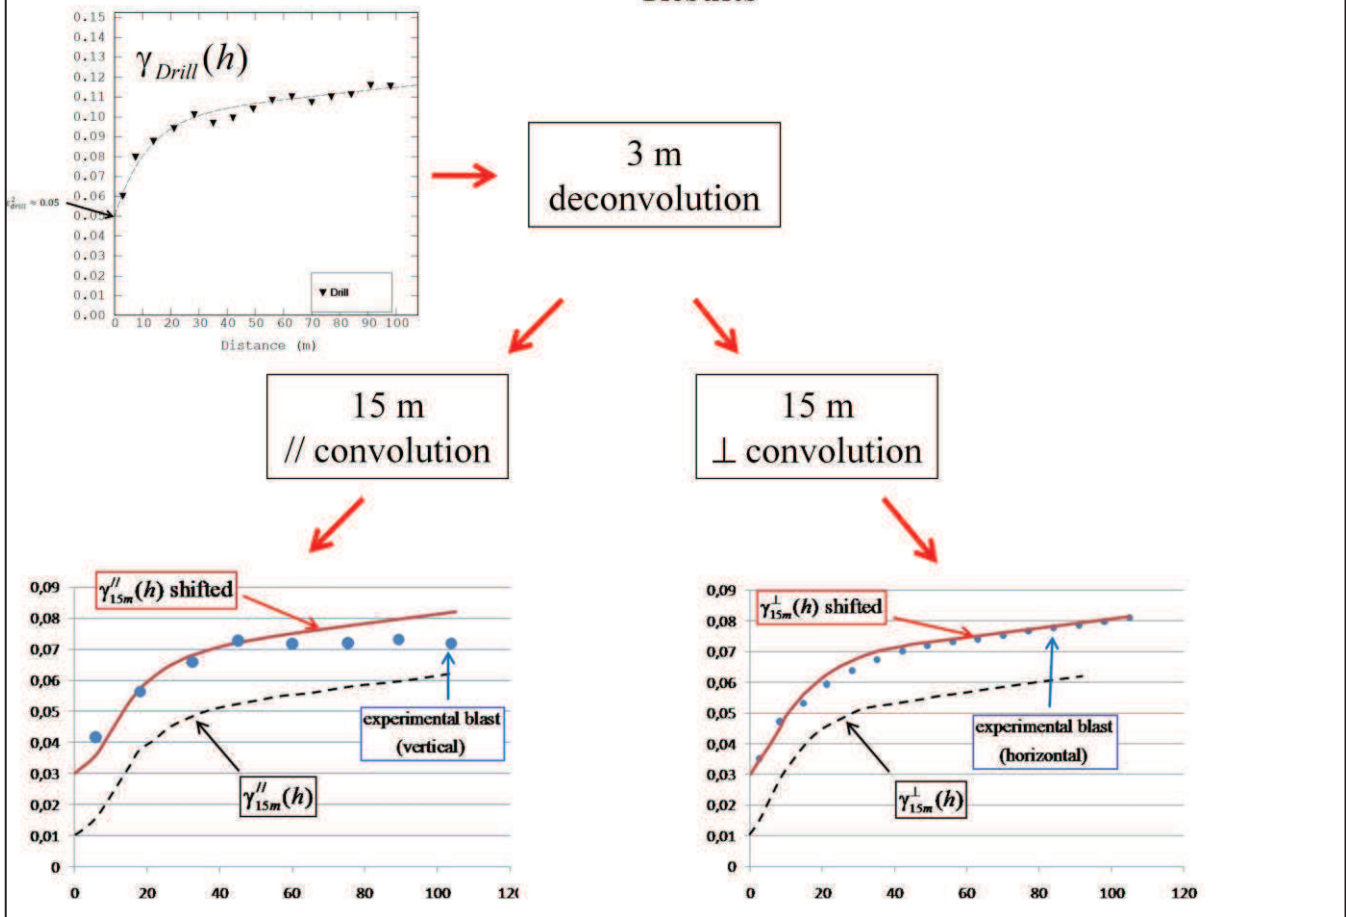 0.15
0.14
0.13
0.12
0.11
0.10
0.09
0.08
0.07
0.06
0.05
0.04
0.03
0.02
0.01
0.00
γ Drill (h)
= 0.05
▼ Drill
0 10 20 30 40 50 60 70 80 90 100
Distance (m)
3 m
deconvolution
15 m
// convolution
15 m
⊥ convolution
0,09
0,08
0,07
0,06
0,05
0,04
0,03
0,02
0,01
0
γ // 15m (h) shifted
experimental blast
(vertical)
γ // 15m (h)
0 20 40 60 80 100
0,09
0,08
0,07
0,06
0,05
0,04
0,03
0,02
0,01
0
γ ⊥ 15m (h) shifted
experimental blast
(horizontal)
γ ⊥ 15m (h)
0 20 40 60 80 100 120